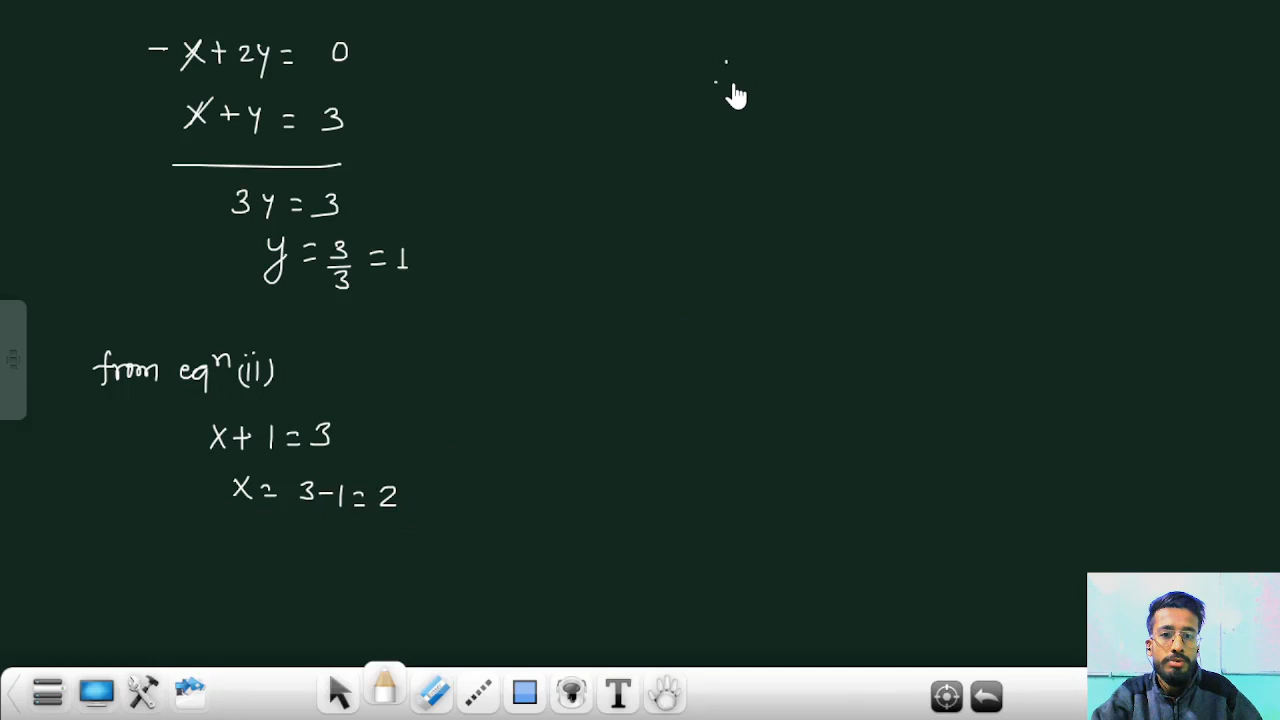 - x + 2y = 0
x + y = 3
3y = 3
y = 3/3 = 1
from eqⁿ (ii)
x + 1 = 3
x = 3 - 1 = 2
T